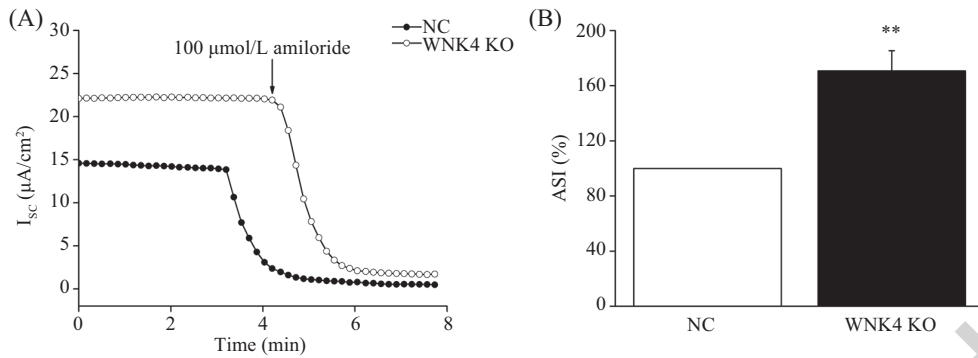 (A)
NC
WNK4 KO
100 μmol/L amiloride
30
25
20
15
10
5
0
I_SC (μA/cm²)
0
2
4
6
8
Time (min)
(B)
**
200
160
120
80
40
0
ASI (%)
NC
WNK4 KO